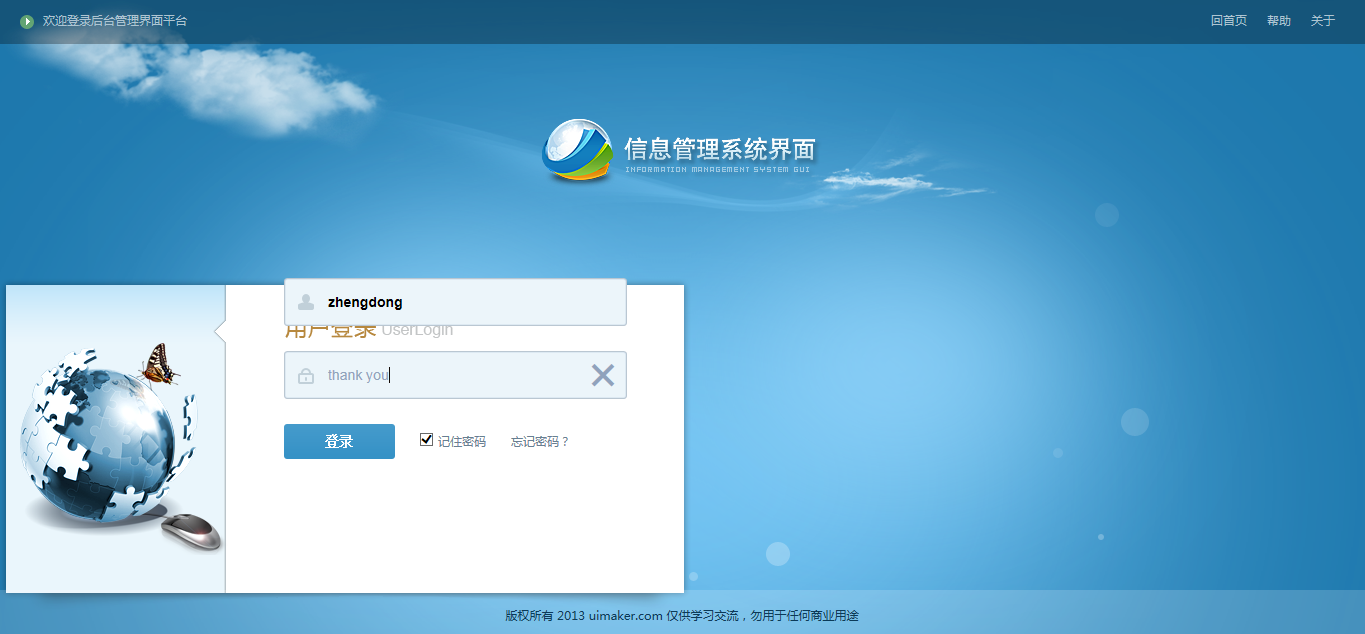 欢迎登录后台管理界面平台
回首页 帮助 关于
信息管理系统界面
INFORMATION MANAGEMENT SYSTEM GUI
zhengdong
用户登录 UserLogin
thank you
登录 记住密码 忘记密码？
版权所有 2013 uimaker.com 仅供学习交流，勿用于任何商业用途